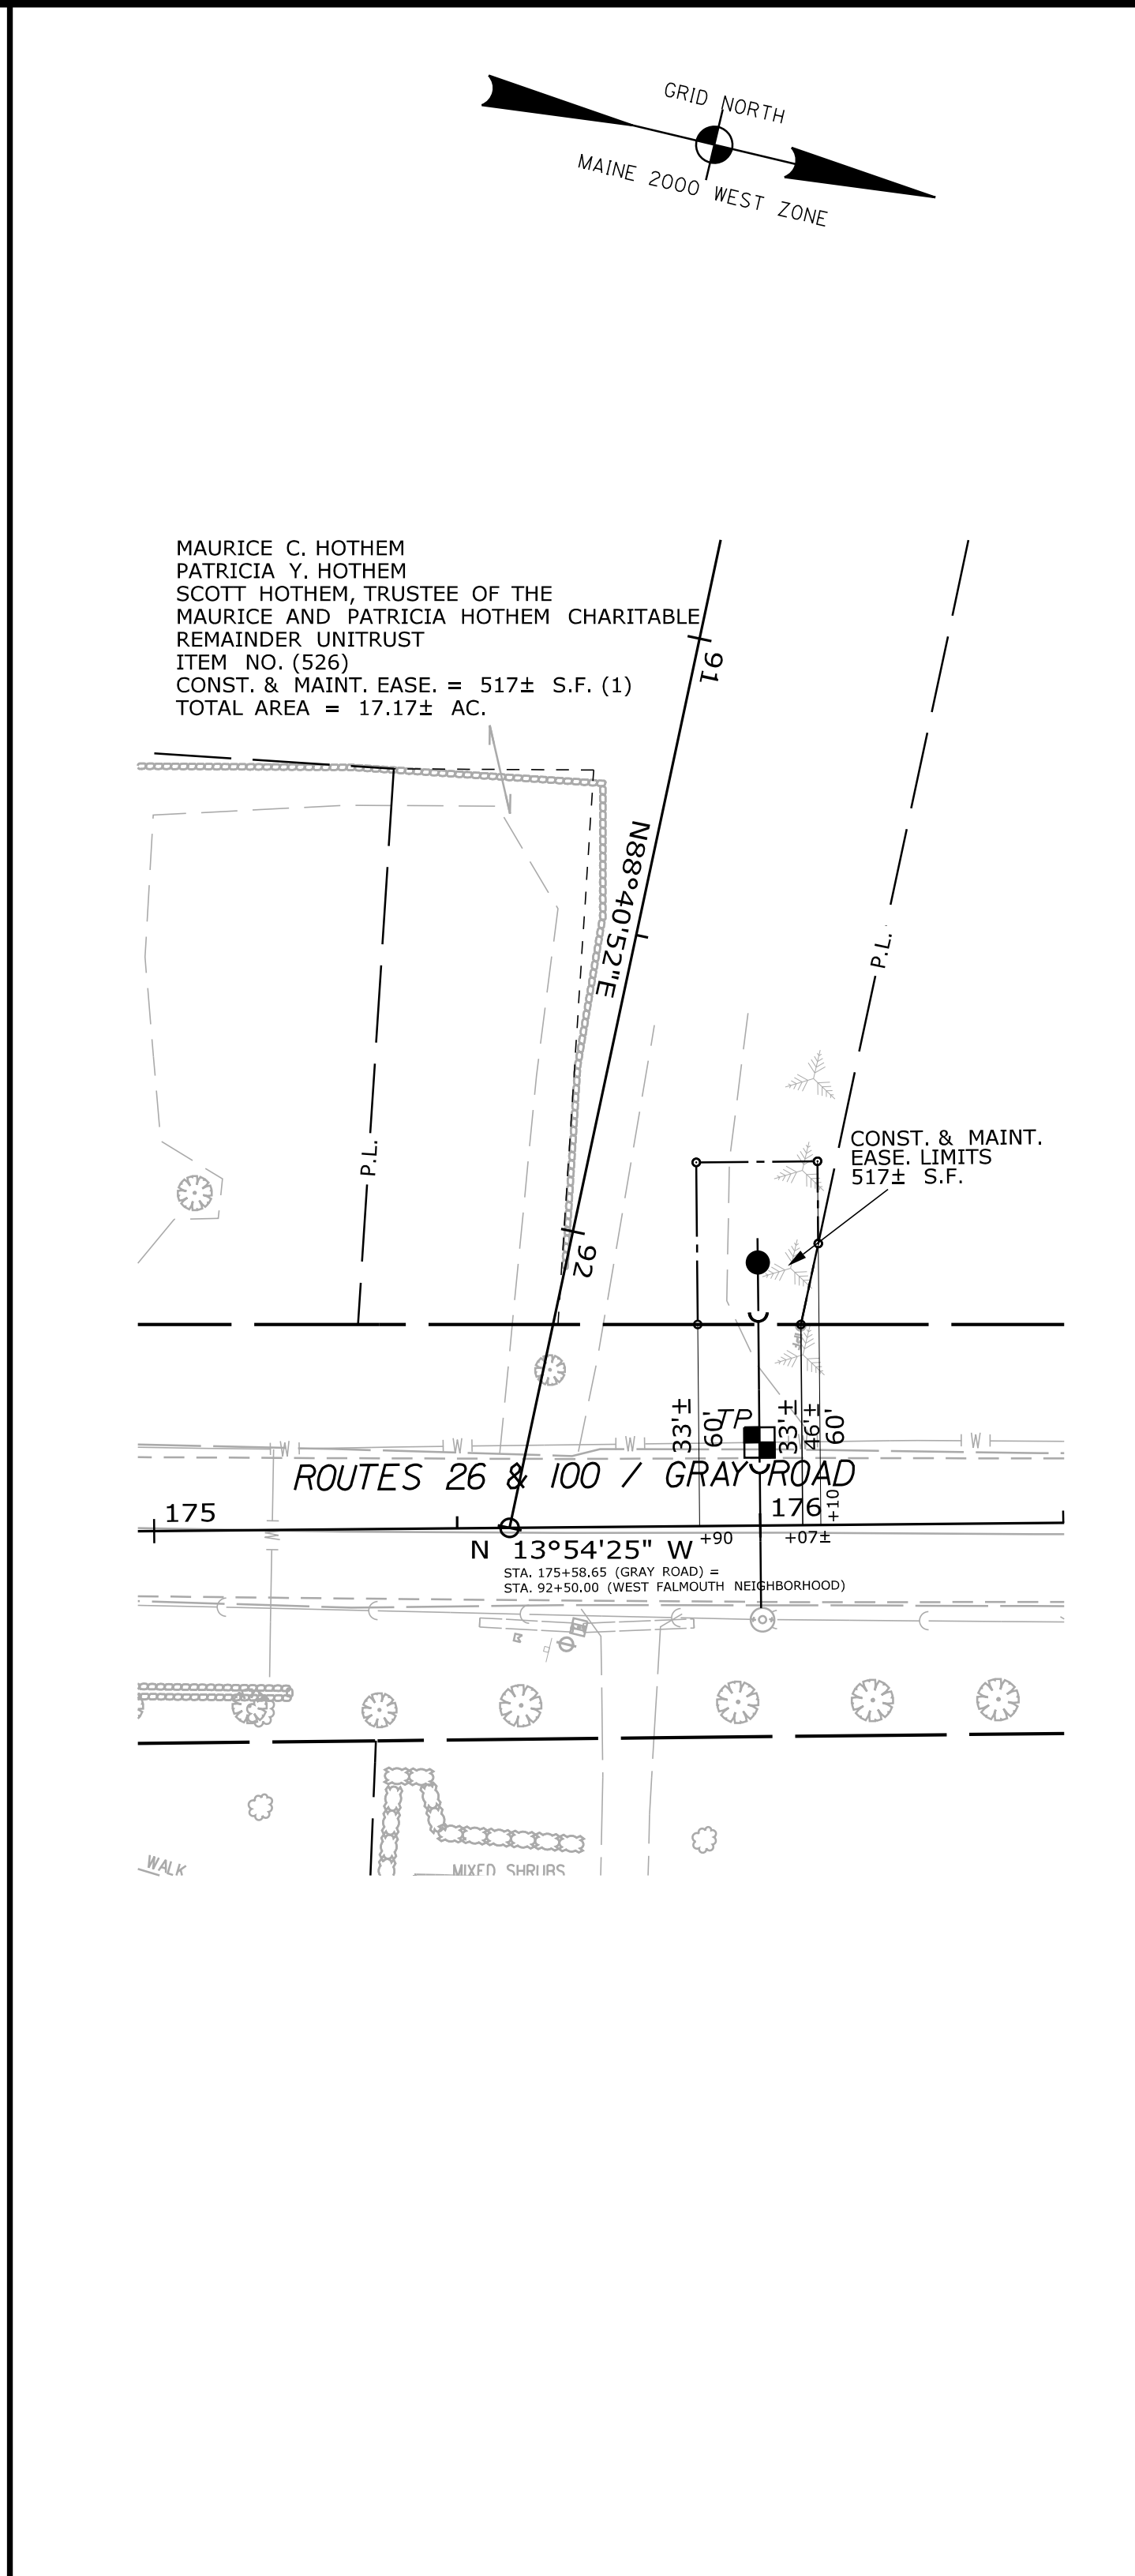 GRID NORTH
MAINE 2000 WEST ZONE
MAURICE C. HOTHEM
PATRICIA Y. HOTHEM
SCOTT HOTHEM, TRUSTEE OF THE
MAURICE AND PATRICIA HOTHEM CHARITABLE
REMAINDER UNITRUST
ITEM NO. (526)
CONST. & MAINT. EASE. = 517± S.F. (1)
TOTAL AREA = 17.17± AC.
91
N88°40'52"E
P.L.
P.L.
CONST. & MAINT.
EASE. LIMITS
517± S.F.
92
33'±
60'
TP
33'±
46'±
60'
W
W
W
W
ROUTES 26 & 100 / GRAY ROAD
175
176
+10
N 13°54'25" W
+90
+07±
STA. 175+58.65 (GRAY ROAD) =
STA. 92+50.00 (WEST FALMOUTH NEIGHBORHOOD)
WALK
MIXED SHRUBS